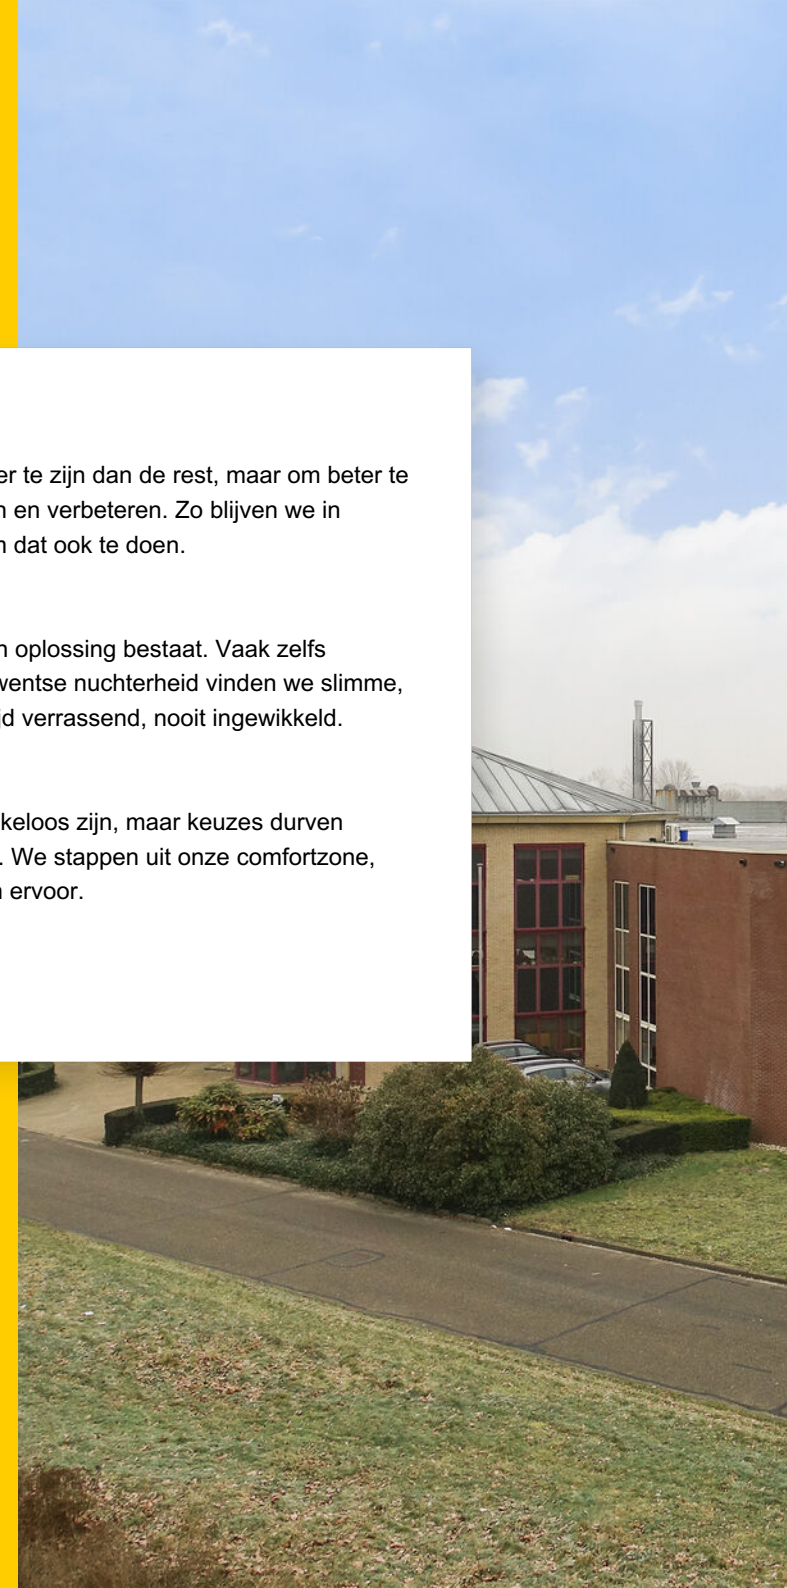 er te zijn dan de rest, maar om beter te
n en verbeteren. Zo blijven we in
n dat ook te doen.
n oplossing bestaat. Vaak zelfs
wentse nuchterheid vinden we slimme,
jd verrassend, nooit ingewikkeld.
keloos zijn, maar keuzes durven
. We stappen uit onze comfortzone,
n ervoor.